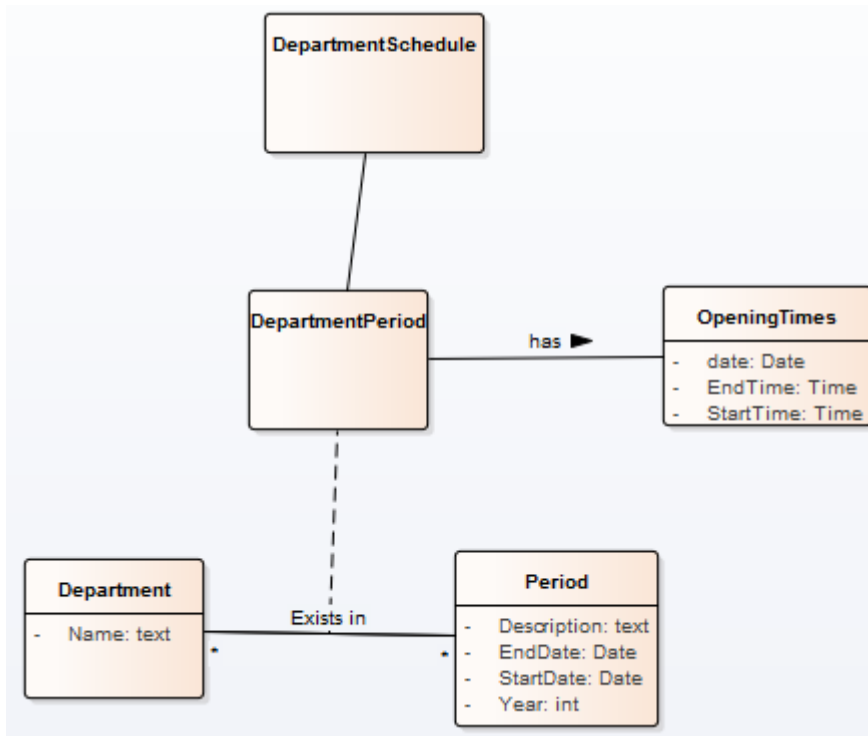 DepartmentSchedule
DepartmentPeriod
has ►
OpeningTimes
- date: Date
- EndTime: Time
- StartTime: Time
Department
- Name: text
Exists in
*
*
Period
- Description: text
- EndDate: Date
- StartDate: Date
- Year: int